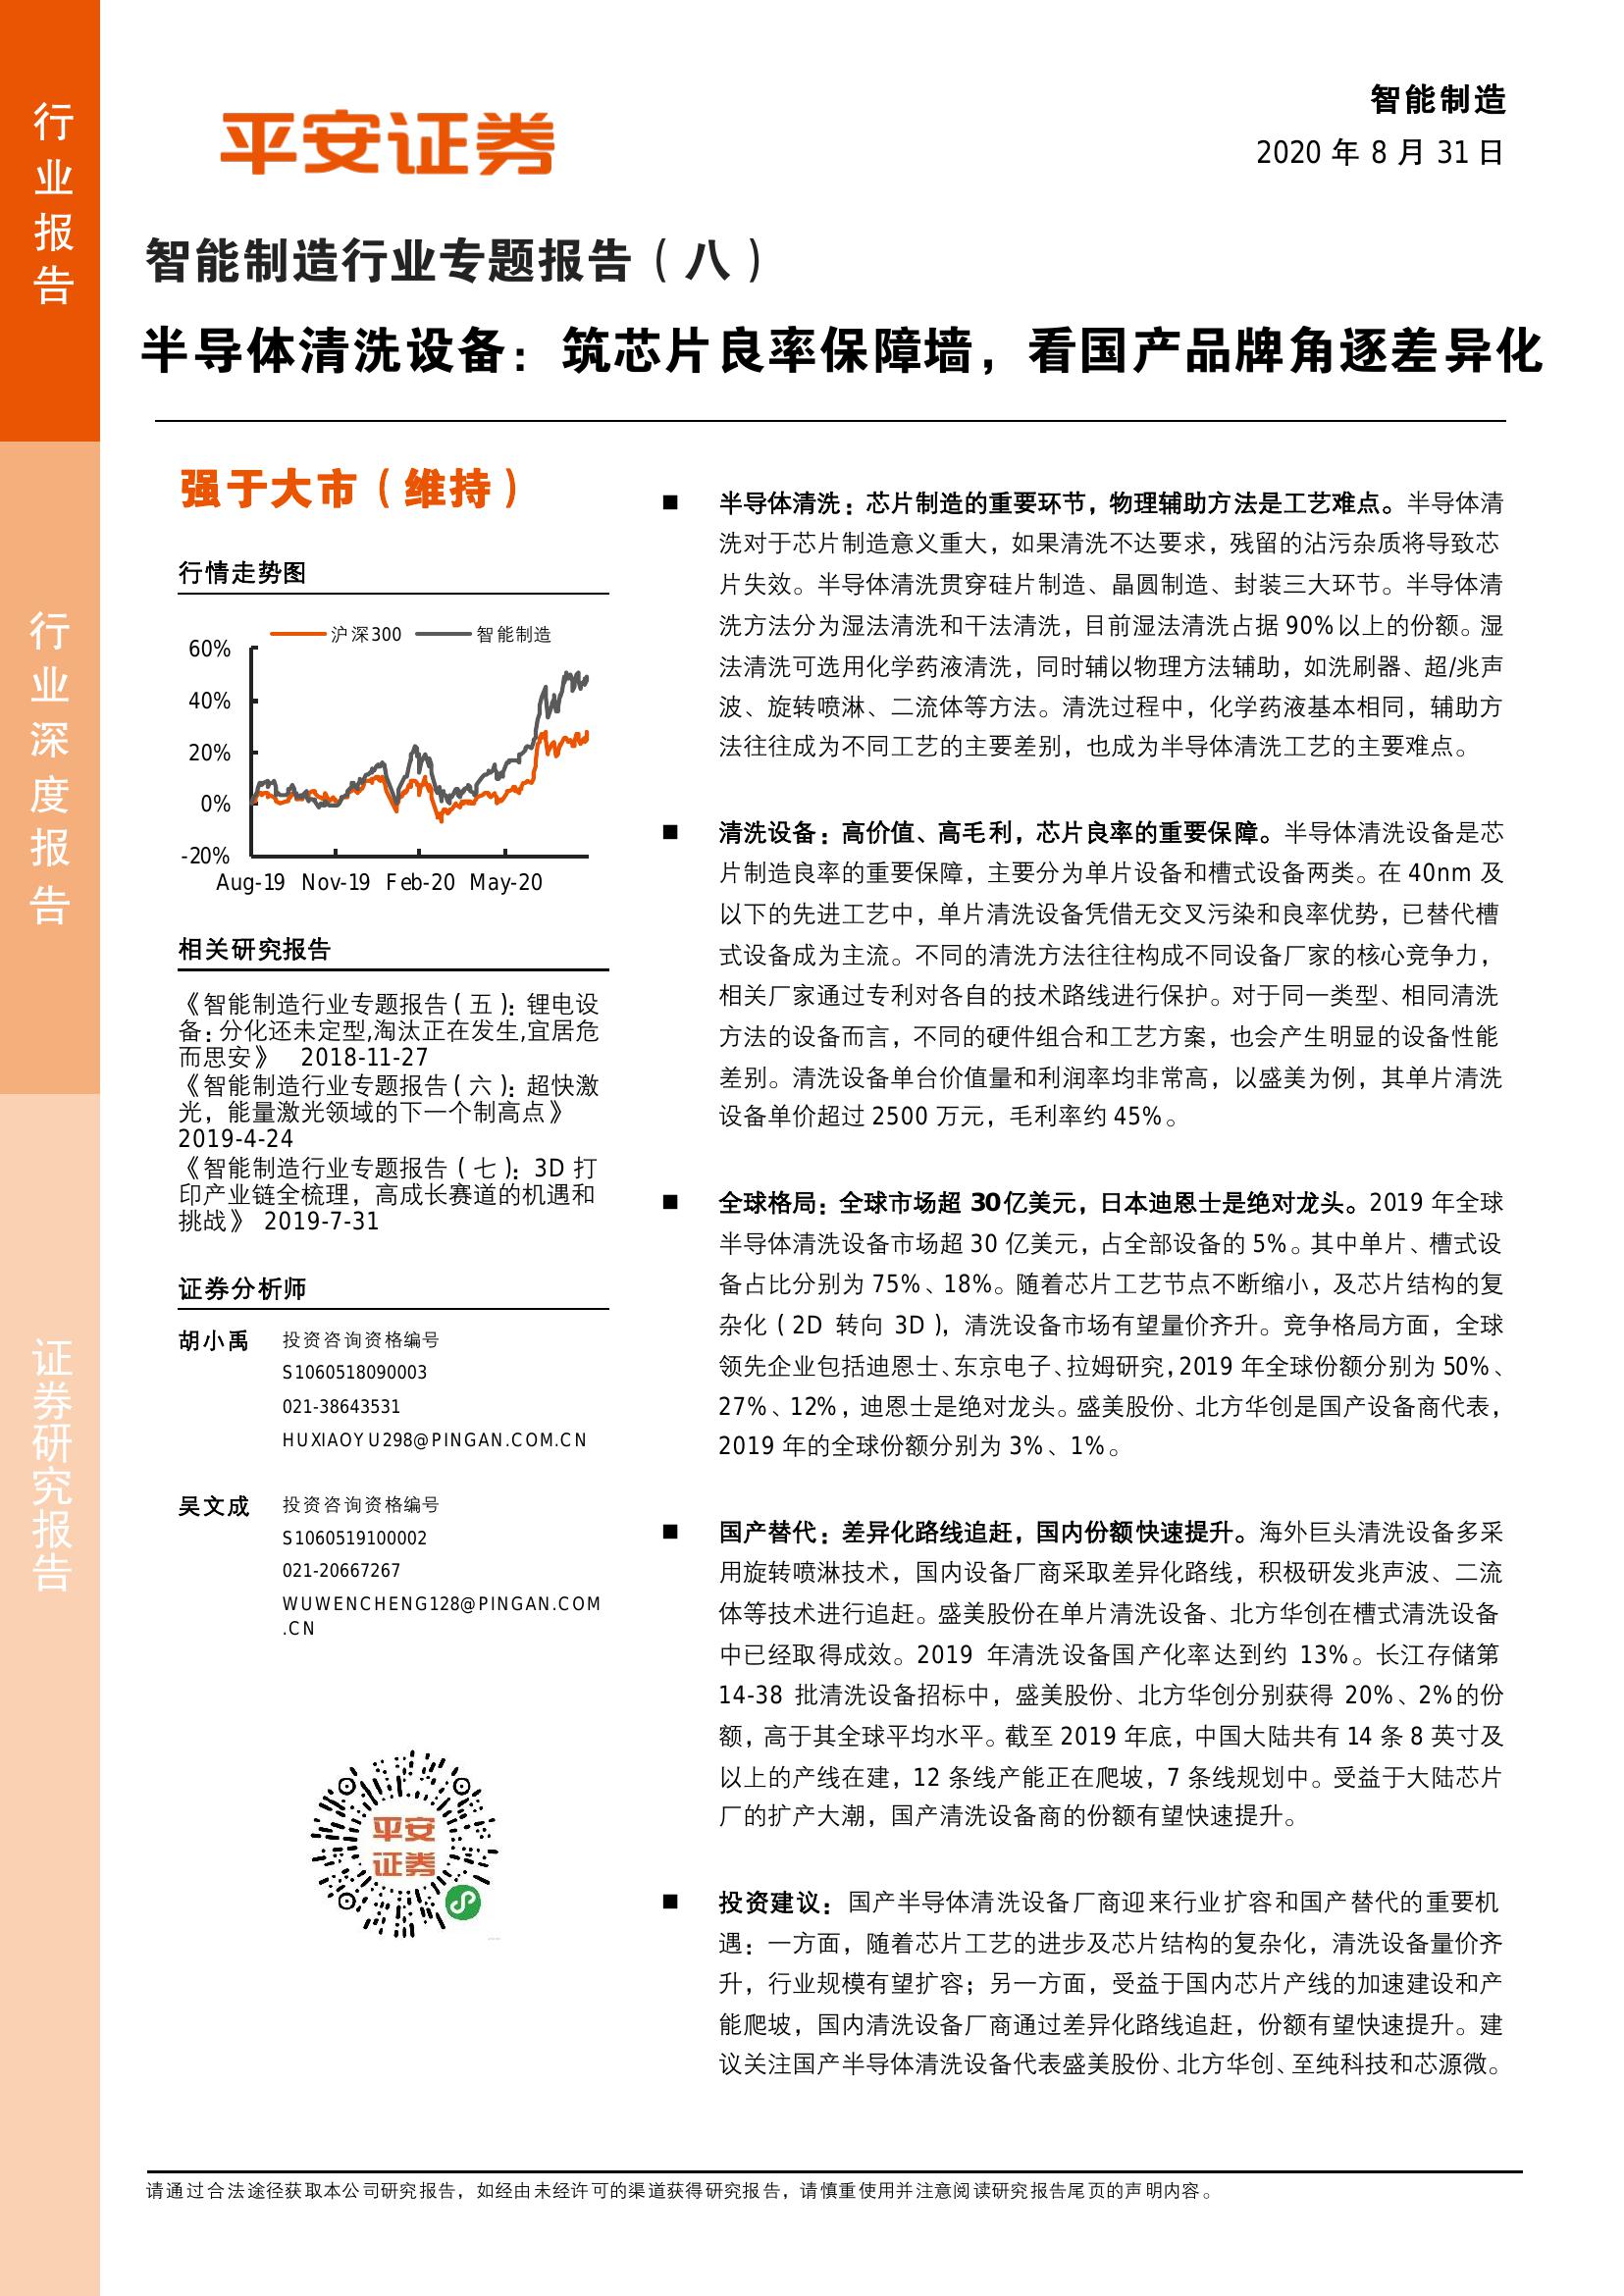 行业报告
行业深度报告
证券研究报告
平安证券
智能制造
2020 年 8 月 31 日
智能制造行业专题报告（八）
半导体清洗设备：筑芯片良率保障墙，看国产品牌角逐差异化
强于大市（维持）
行情走势图
沪深300 智能制造
60%
40%
20%
0%
-20%
Aug-19 Nov-19 Feb-20 May-20
相关研究报告
《智能制造行业专题报告（五）：锂电设
备：分化还未定型,淘汰正在发生,宜居危
而思安》 2018-11-27
《智能制造行业专题报告（六）：超快激
光，能量激光领域的下一个制高点》
2019-4-24
《智能制造行业专题报告（七）：3D 打
印产业链全梳理，高成长赛道的机遇和
挑战》 2019-7-31
证券分析师
胡小禹 投资咨询资格编号
S1060518090003
021-38643531
HUXIAOYU298@PINGAN.COM.CN
吴文成 投资咨询资格编号
S1060519100002
021-20667267
WUWENCHENG128@PINGAN.COM
.CN
平安
证券
■ 半导体清洗：芯片制造的重要环节，物理辅助方法是工艺难点。半导体清
洗对于芯片制造意义重大，如果清洗不达要求，残留的沾污杂质将导致芯
片失效。半导体清洗贯穿硅片制造、晶圆制造、封装三大环节。半导体清
洗方法分为湿法清洗和干法清洗，目前湿法清洗占据 90%以上的份额。湿
法清洗可选用化学药液清洗，同时辅以物理方法辅助，如洗刷器、超/兆声
波、旋转喷淋、二流体等方法。清洗过程中，化学药液基本相同，辅助方
法往往成为不同工艺的主要差别，也成为半导体清洗工艺的主要难点。
■ 清洗设备：高价值、高毛利，芯片良率的重要保障。半导体清洗设备是芯
片制造良率的重要保障，主要分为单片设备和槽式设备两类。在 40nm 及
以下的先进工艺中，单片清洗设备凭借无交叉污染和良率优势，已替代槽
式设备成为主流。不同的清洗方法往往构成不同设备厂家的核心竞争力，
相关厂家通过专利对各自的技术路线进行保护。对于同一类型、相同清洗
方法的设备而言，不同的硬件组合和工艺方案，也会产生明显的设备性能
差别。清洗设备单台价值量和利润率均非常高，以盛美为例，其单片清洗
设备单价超过 2500 万元，毛利率约 45%。
■ 全球格局：全球市场超 30亿美元，日本迪恩士是绝对龙头。2019 年全球
半导体清洗设备市场超 30 亿美元，占全部设备的 5%。其中单片、槽式设
备占比分别为 75%、18%。随着芯片工艺节点不断缩小，及芯片结构的复
杂化（2D 转向 3D），清洗设备市场有望量价齐升。竞争格局方面，全球
领先企业包括迪恩士、东京电子、拉姆研究，2019 年全球份额分别为 50%、
27%、12%，迪恩士是绝对龙头。盛美股份、北方华创是国产设备商代表，
2019 年的全球份额分别为 3%、1%。
■ 国产替代：差异化路线追赶，国内份额快速提升。海外巨头清洗设备多采
用旋转喷淋技术，国内设备厂商采取差异化路线，积极研发兆声波、二流
体等技术进行追赶。盛美股份在单片清洗设备、北方华创在槽式清洗设备
中已经取得成效。2019 年清洗设备国产化率达到约 13%。长江存储第
14-38 批清洗设备招标中，盛美股份、北方华创分别获得 20%、2%的份
额，高于其全球平均水平。截至 2019 年底，中国大陆共有 14 条 8 英寸及
以上的产线在建，12 条线产能正在爬坡，7 条线规划中。受益于大陆芯片
厂的扩产大潮，国产清洗设备商的份额有望快速提升。
■ 投资建议：国产半导体清洗设备厂商迎来行业扩容和国产替代的重要机
遇：一方面，随着芯片工艺的进步及芯片结构的复杂化，清洗设备量价齐
升，行业规模有望扩容；另一方面，受益于国内芯片产线的加速建设和产
能爬坡，国内清洗设备厂商通过差异化路线追赶，份额有望快速提升。建
议关注国产半导体清洗设备代表盛美股份、北方华创、至纯科技和芯源微。
请通过合法途径获取本公司研究报告，如经由未经许可的渠道获得研究报告，请慎重使用并注意阅读研究报告尾页的声明内容。